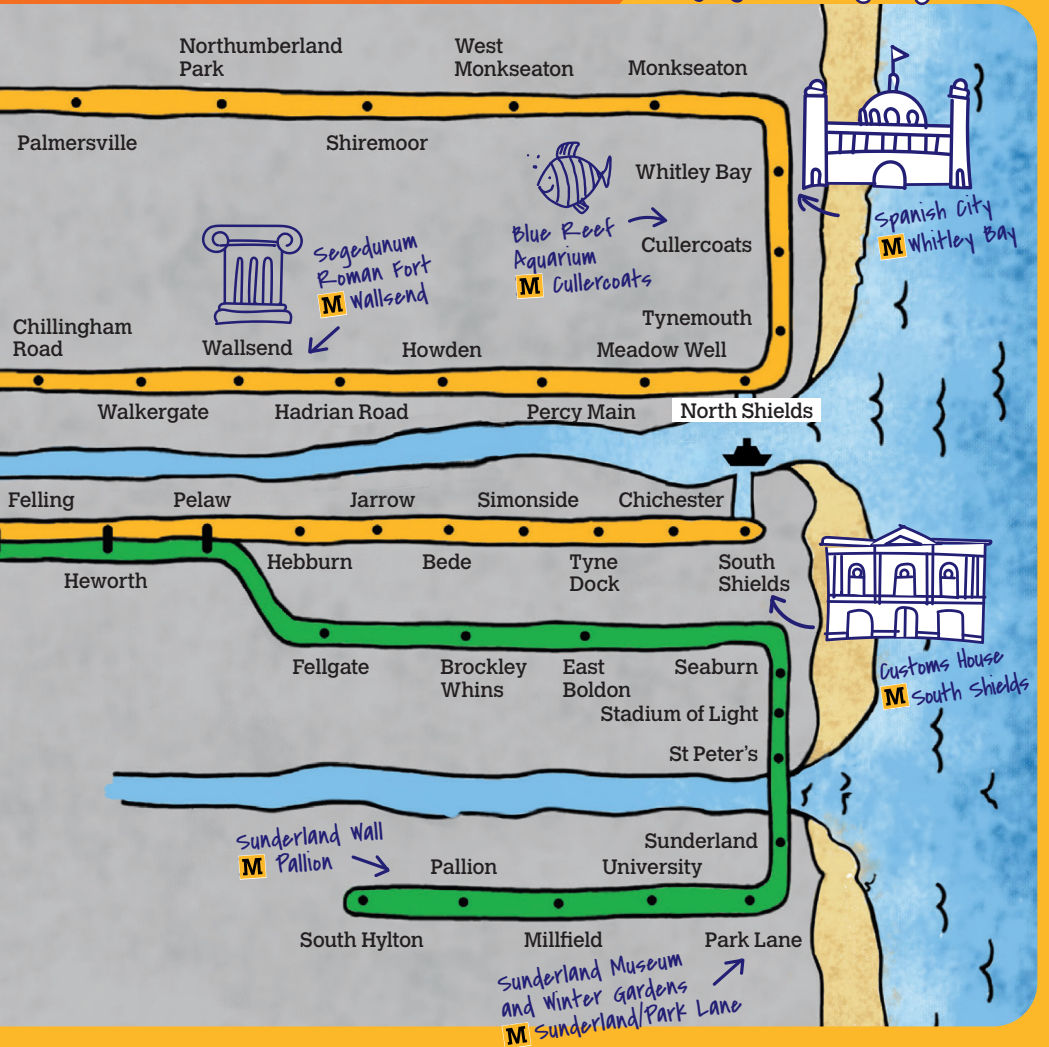 Northumberland
Park
West
Monkseaton
Monkseaton
Palmersville
Shiremoor
Whitley Bay
Spanish City
M Whitley Bay
Blue Reef
Aquarium
M Cullercoats
Cullercoats
Segedunum
Roman Fort
M Wallsend
Tynemouth
Chillingham
Road
Wallsend
Howden
Meadow Well
Walkergate
Hadrian Road
Percy Main
North Shields
Felling
Pelaw
Jarrow
Simonside
Chichester
Heworth
Hebburn
Bede
Tyne
Dock
South
Shields
Customs House
M South Shields
Fellgate
Brockley
Whins
East
Boldon
Seaburn
Stadium of Light
St Peter's
Sunderland Wall
M Pallion
Sunderland
Pallion
University
South Hylton
Millfield
Park Lane
Sunderland Museum
and Winter Gardens
M Sunderland/Park Lane